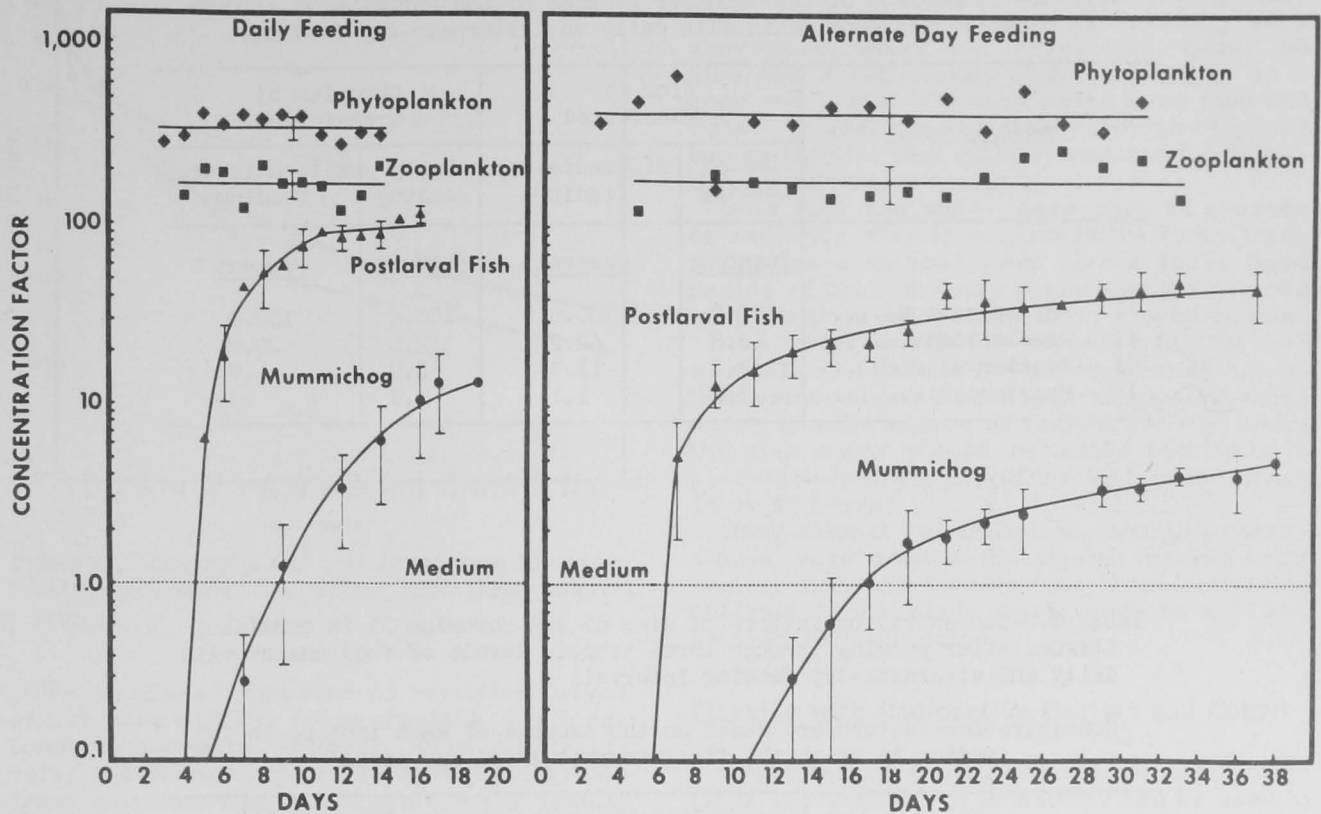 Daily Feeding
Alternate Day Feeding
1,000
100
10
1.0
0.1
CONCENTRATION FACTOR
Phytoplankton
Zooplankton
Postlarval Fish
Mummichog
Medium
0 2 4 6 8 10 12 14 16 18 20
DAYS
Phytoplankton
Zooplankton
Postlarval Fish
Mummichog
Medium
0 2 4 6 8 10 12 14 16 18 20 22 24 26 28 30 32 34 36 38
DAYS